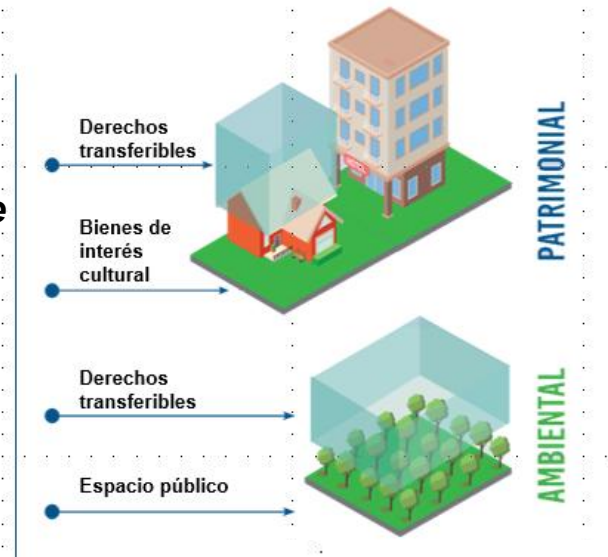 Derechos
transferibles
Bienes de
interés
cultural
PATRIMONIAL
Derechos
transferibles
Espacio público
AMBIENTAL
e